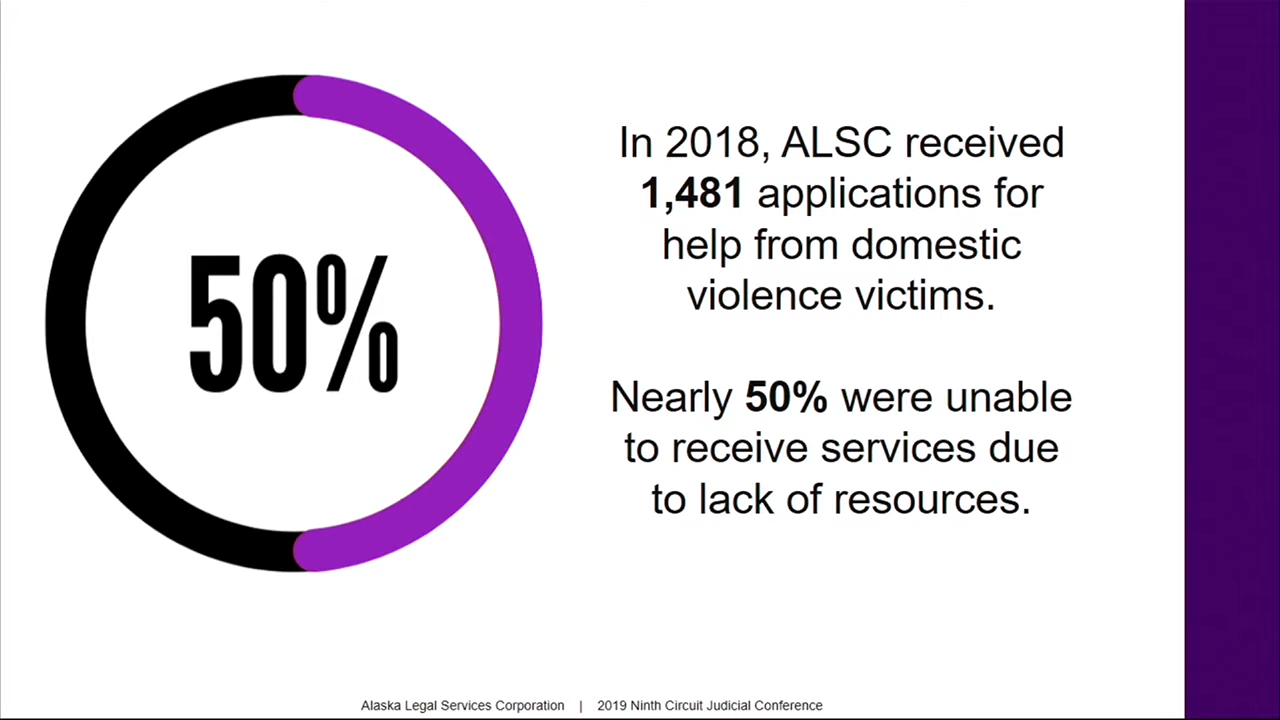 50%
In 2018, ALSC received
1,481 applications for
help from domestic
violence victims.
Nearly 50% were unable
to receive services due
to lack of resources.
Alaska Legal Services Corporation | 2019 Ninth Circuit Judicial Conference